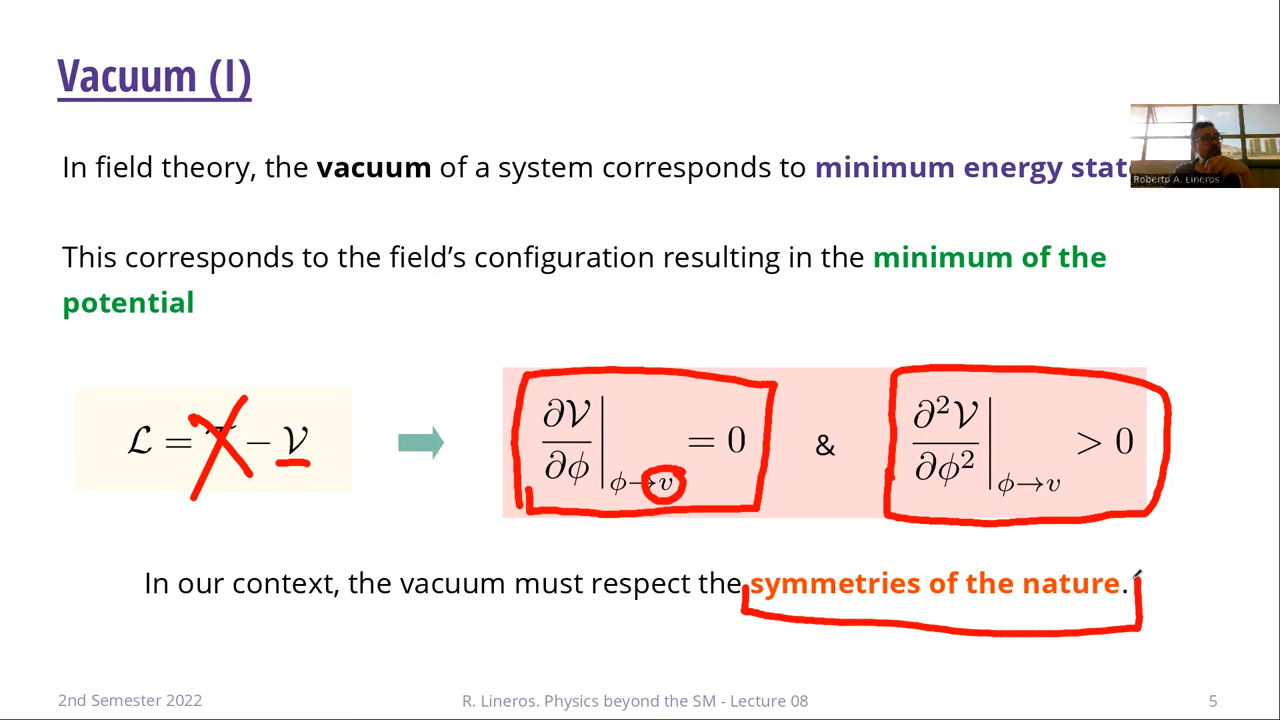 Vacuum (I)
In field theory, the vacuum of a system corresponds to minimum energy stat
Roberto A. Lineros
This corresponds to the field's configuration resulting in the minimum of the
potential
ℒ = 𝒯 − 𝒱
∂𝒱/∂ϕ |ϕ→v = 0 & ∂²𝒱/∂ϕ² |ϕ→v > 0
In our context, the vacuum must respect the symmetries of the nature.
2nd Semester 2022
R. Lineros. Physics beyond the SM - Lecture 08
5